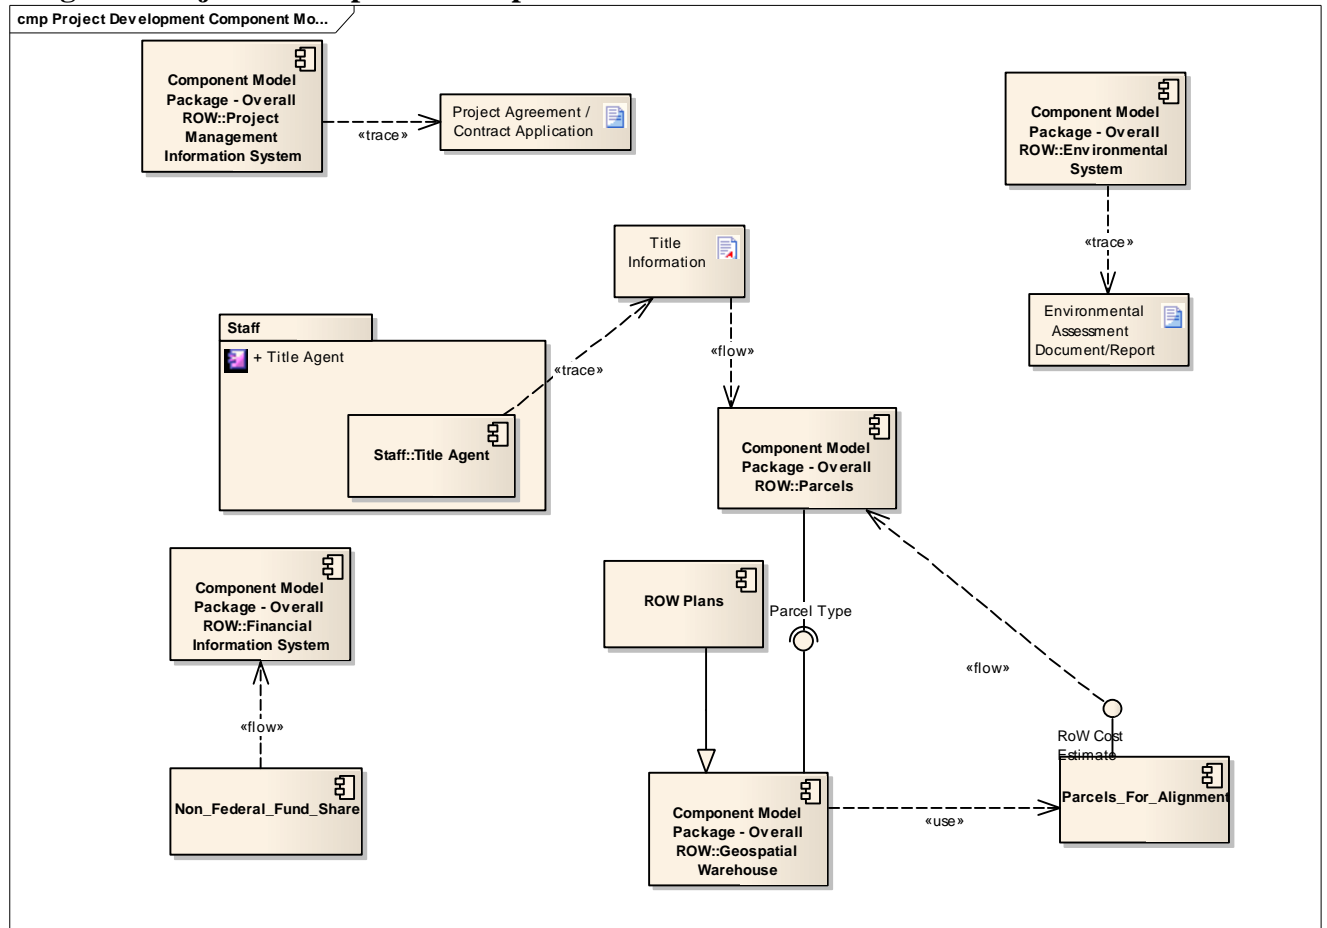 cmp Project Development Component Mo...
Component Model
Package - Overall
ROW::Project
Management
Information System
«trace»
Project Agreement /
Contract Application
Component Model
Package - Overall
ROW::Environmental
System
«trace»
Environmental
Assessment
Document/Report
Title
Information
«flow»
Staff
+ Title Agent
«trace»
Staff::Title Agent
Component Model
Package - Overall
ROW::Parcels
Component Model
Package - Overall
ROW::Financial
Information System
«flow»
Non_Federal_Fund_Share
ROW Plans
Parcel Type
«flow»
RoW Cost
Estimate
Parcels_For_Alignment
Component Model
Package - Overall
ROW::Geospatial
Warehouse
«use»